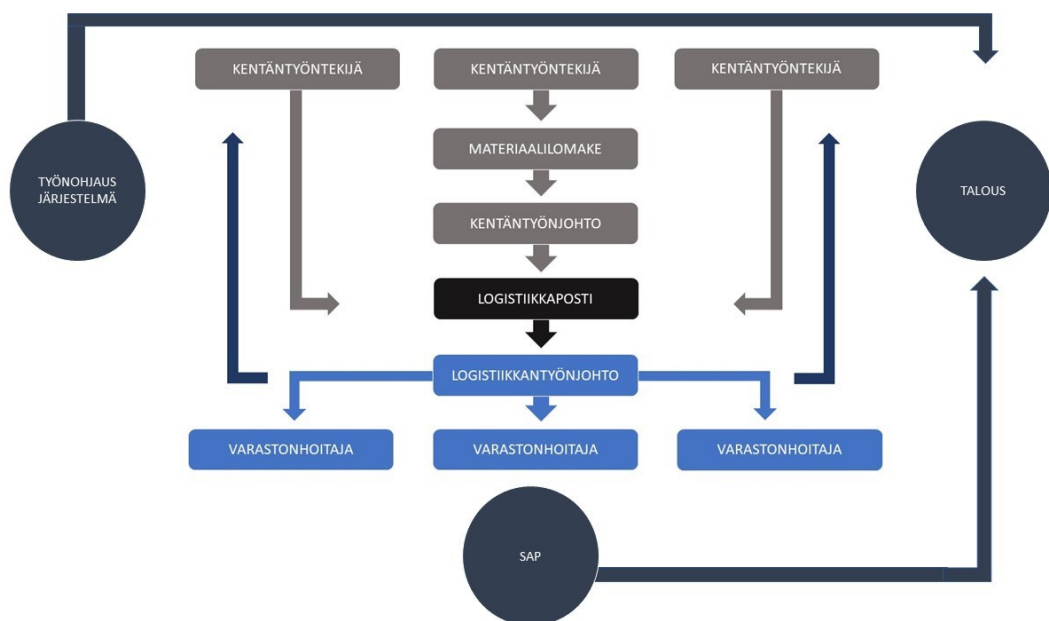 KENTÄNTYÖNTEKIJÄ
KENTÄNTYÖNTEKIJÄ
KENTÄNTYÖNTEKIJÄ
MATERIAALILOMAKE
TYÖNOHJAUS
JÄRJESTELMÄ
TALOUS
KENTÄNTYÖNJOHTO
LOGISTIIKKAPOSTI
LOGISTIIKKANTYÖNJOHTO
VARASTONHOITAJA
VARASTONHOITAJA
VARASTONHOITAJA
SAP